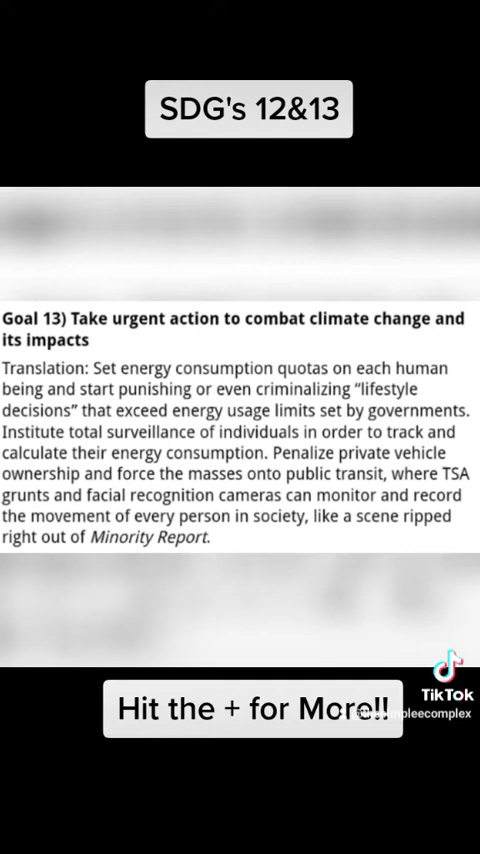 SDG's 12&13
Goal 13) Take urgent action to combat climate change and
its impacts
Translation: Set energy consumption quotas on each human
being and start punishing or even criminalizing “lifestyle
decisions” that exceed energy usage limits set by governments.
Institute total surveillance of individuals in order to track and
calculate their energy consumption. Penalize private vehicle
ownership and force the masses onto public transit, where TSA
grunts and facial recognition cameras can monitor and record
the movement of every person in society, like a scene ripped
right out of Minority Report.
TikTok
Hit the + for More!!